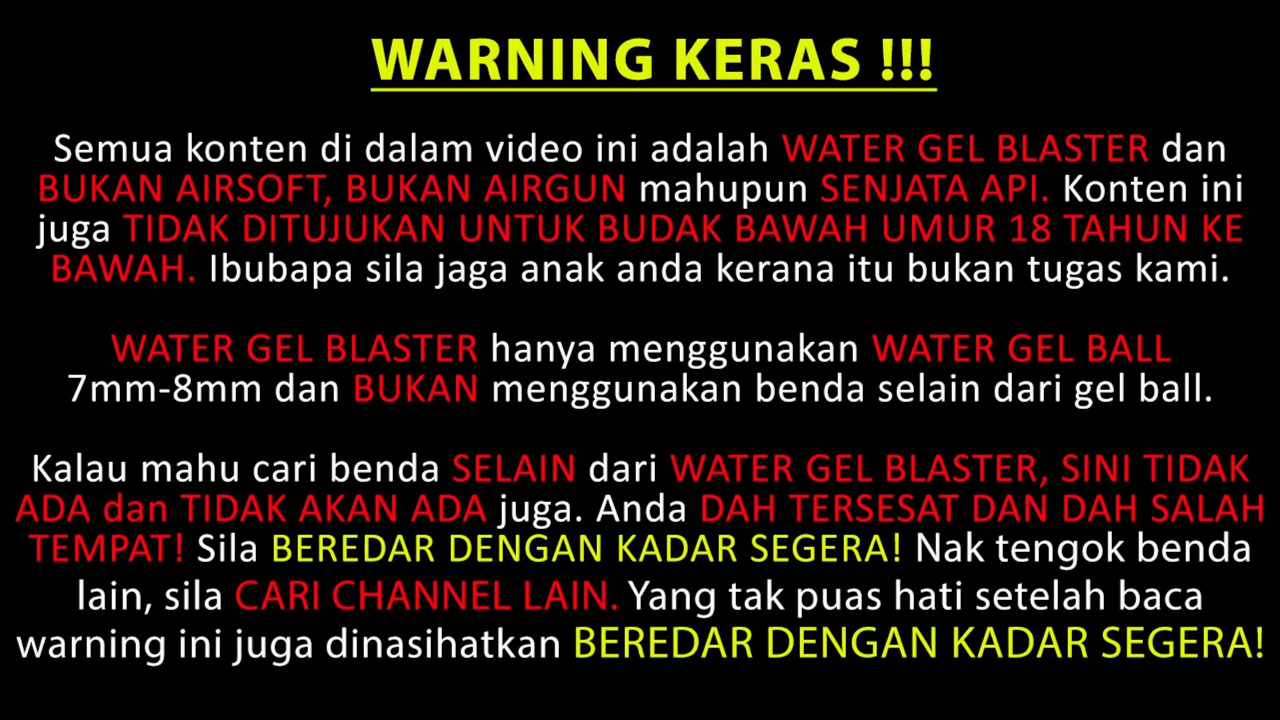 WARNING KERAS !!!
Semua konten di dalam video ini adalah WATER GEL BLASTER dan
BUKAN AIRSOFT, BUKAN AIRGUN mahupun SENJATA API. Konten ini
juga TIDAK DITUJUKAN UNTUK BUDAK BAWAH UMUR 18 TAHUN KE
BAWAH. Ibubapa sila jaga anak anda kerana itu bukan tugas kami.
WATER GEL BLASTER hanya menggunakan WATER GEL BALL
7mm-8mm dan BUKAN menggunakan benda selain dari gel ball.
Kalau mahu cari benda SELAIN dari WATER GEL BLASTER, SINI TIDAK
ADA dan TIDAK AKAN ADA juga. Anda DAH TERSESAT DAN DAH SALAH
TEMPAT! Sila BEREDAR DENGAN KADAR SEGERA! Nak tengok benda
lain, sila CARI CHANNEL LAIN. Yang tak puas hati setelah baca
warning ini juga dinasihatkan BEREDAR DENGAN KADAR SEGERA!